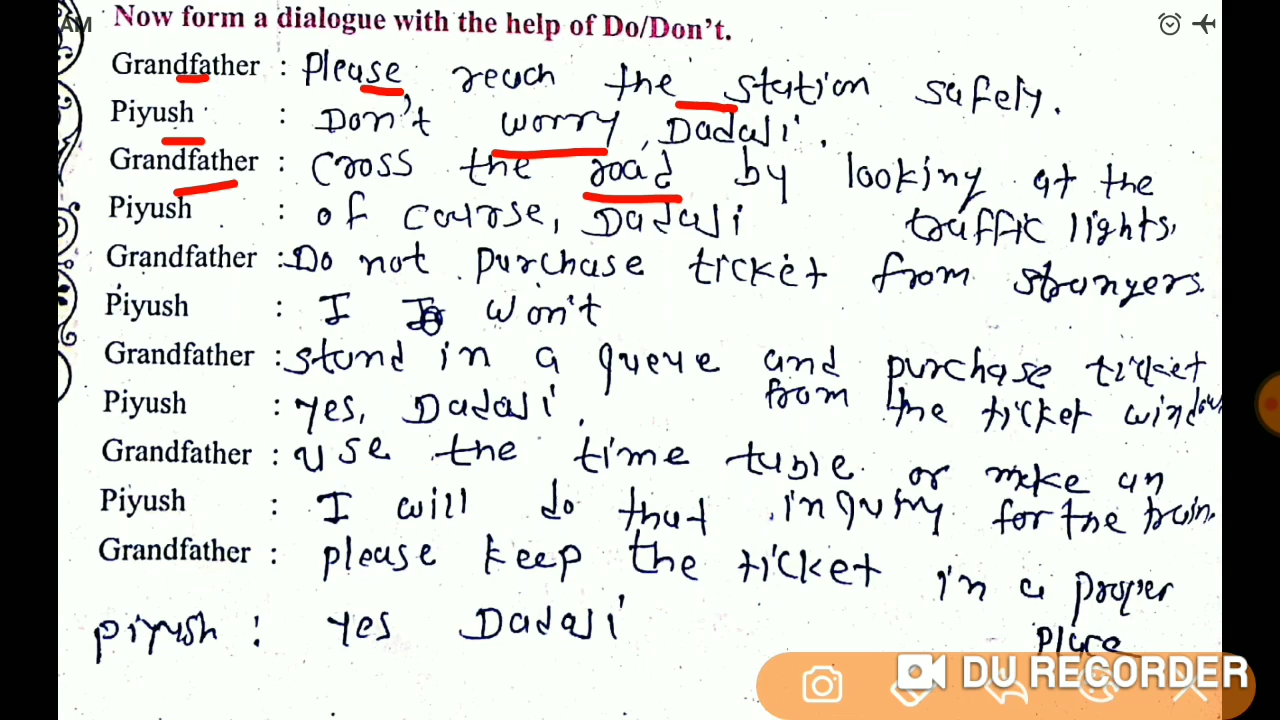 AM
Now form a dialogue with the help of Do/Don't.
Grandfather : Please reach the station safely.
Piyush : Don't worry, Dadaji.
Grandfather : Cross the road by looking at the
traffic lights.
Piyush : of course, Dadaji
Grandfather : Do not purchase ticket from strangers.
Piyush : I won't
Grandfather : stand in a queue and purchase ticket
from the ticket window
Piyush : yes, Dadaji.
Grandfather : use the time table or make an
inquiry for the train.
Piyush : I will do that
Grandfather : please keep the ticket in a proper
place
piyush : yes Dadaji
DU RECORDER